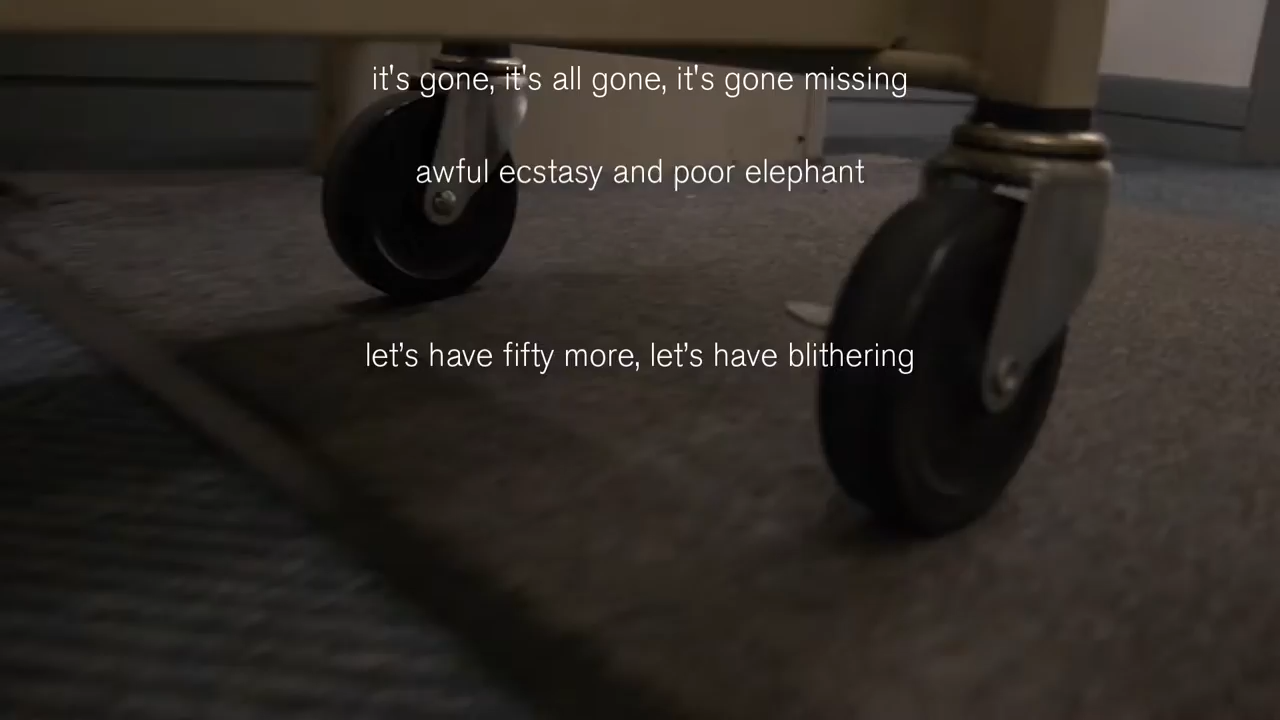 it's gone, it's all gone, it's gone missing
awful ecstasy and poor elephant
let’s have fifty more, let’s have blithering